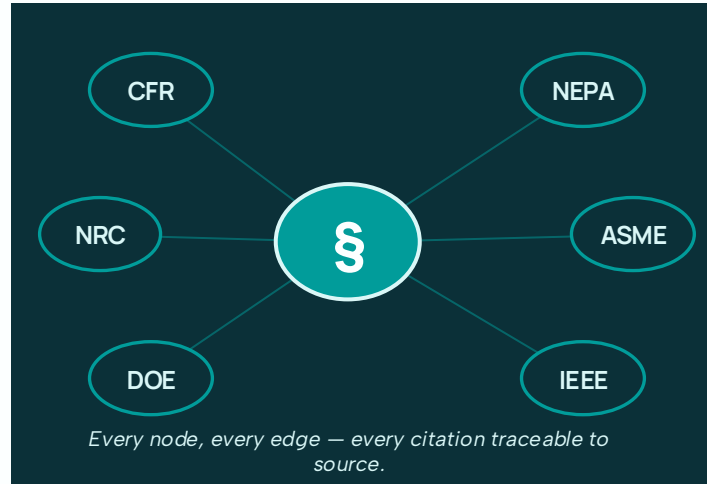 CFR
NEPA
NRC
§
ASME
DOE
IEEE
Every node, every edge — every citation traceable to
source.